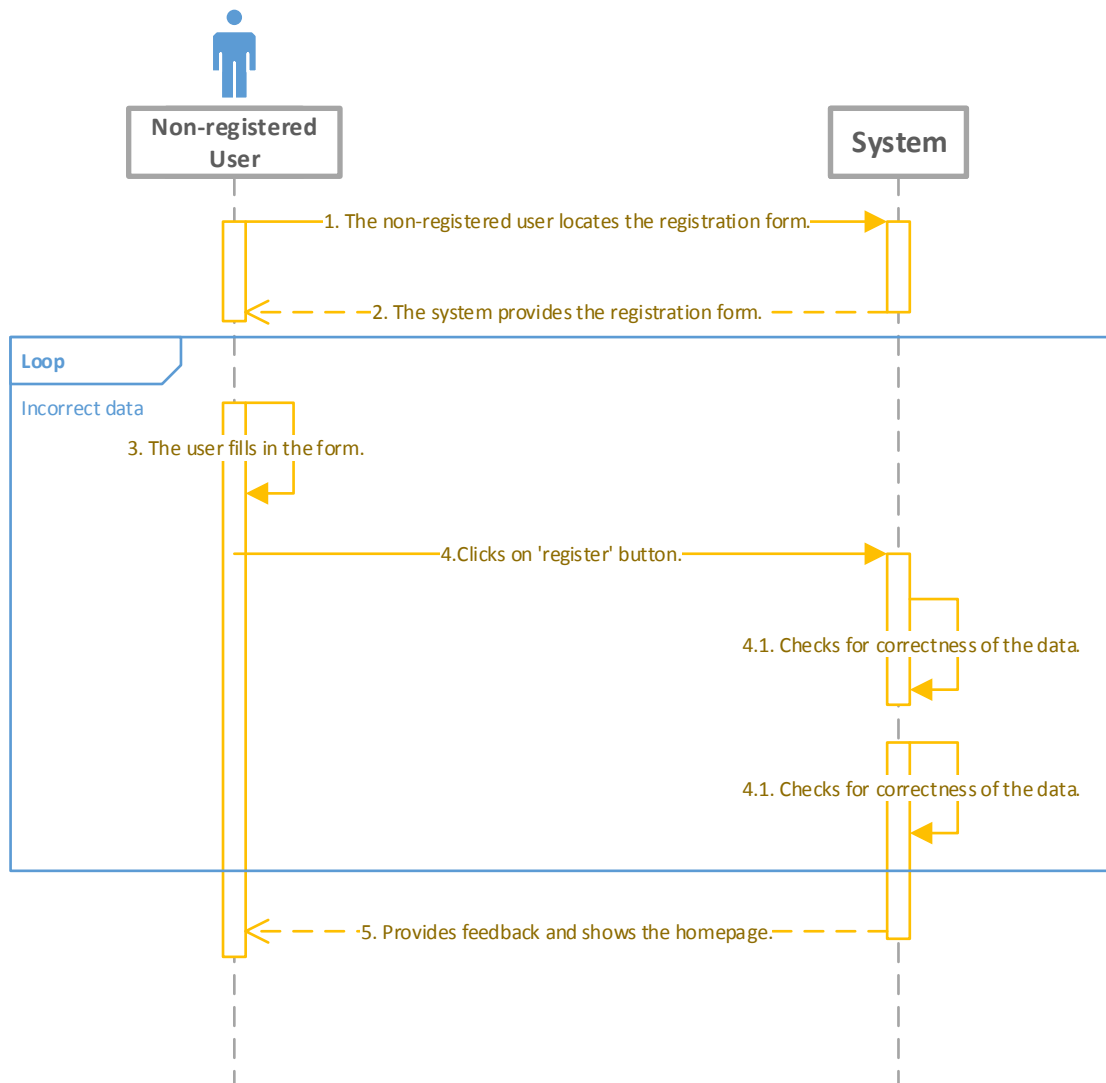 Non-registered
User
System
1. The non-registered user locates the registration form.
2. The system provides the registration form.
Loop
Incorrect data
3. The user fills in the form.
4.Clicks on 'register' button.
4.1. Checks for correctness of the data.
4.1. Checks for correctness of the data.
5. Provides feedback and shows the homepage.